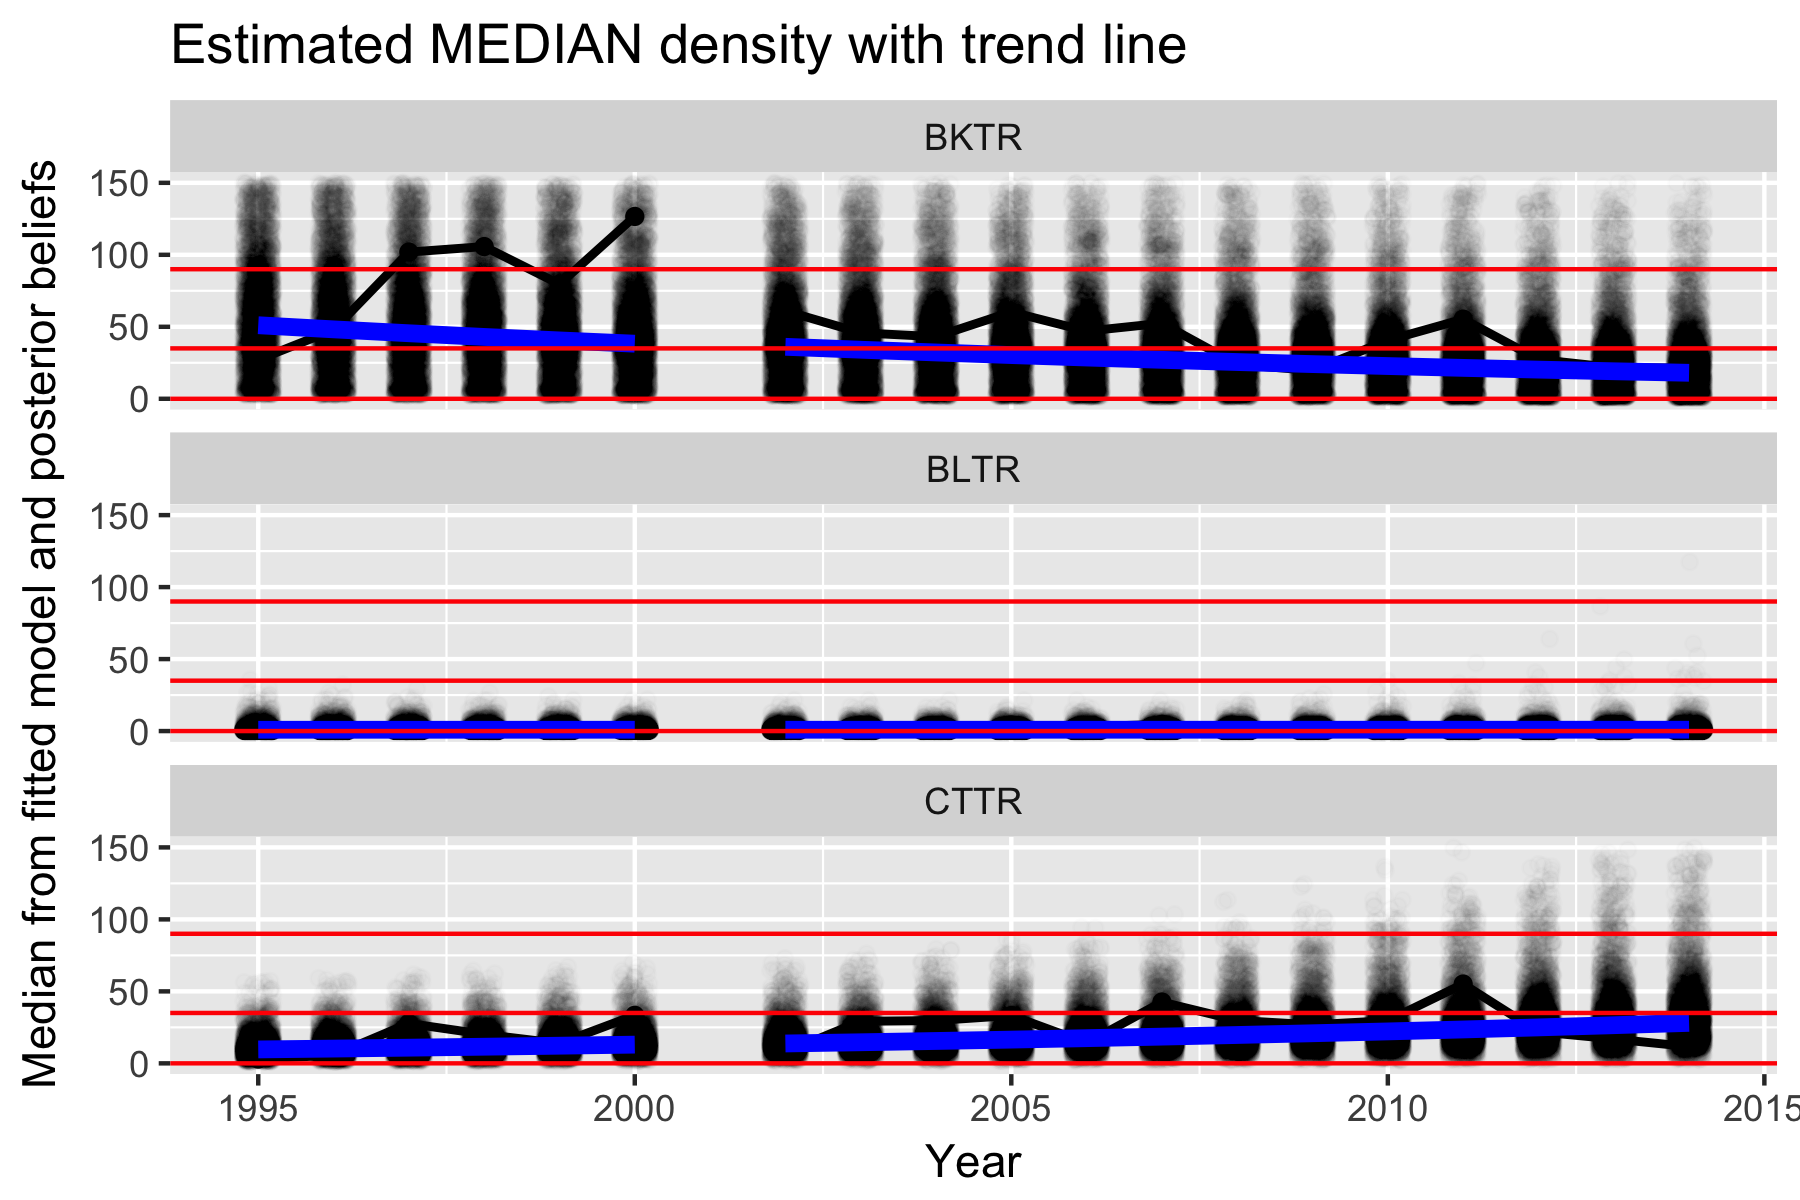 Estimated MEDIAN density with trend line
Median from fitted model and posterior beliefs
BKTR
150
100
50
0
BLTR
150
100
50
0
CTTR
150
100
50
0
1995 2000 2005 2010 2015
Year